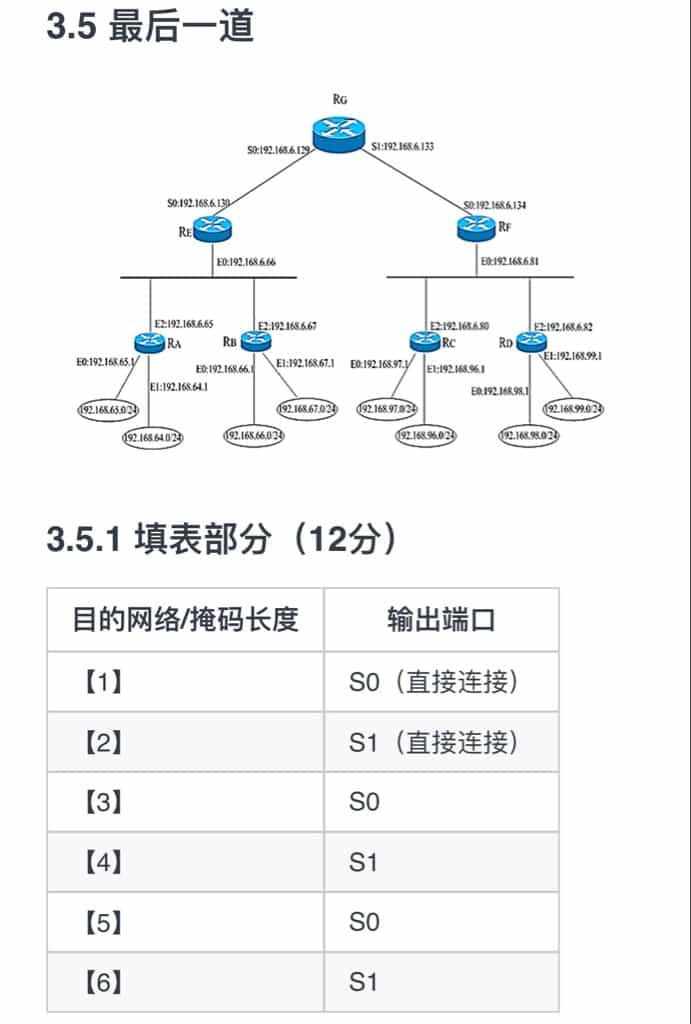 3.5 最后一道
RG
S0:192.168.6.129
S1:192.168.6.133
S0:192.168.6.130
S0:192.168.6.134
RE
RF
E0:192.168.6.66
E0:192.168.6.81
E2:192.168.6.65
E2:192.168.6.67
E2:192.168.6.80
E2:192.168.6.82
RA
RB
RC
RD
E0:192.168.65.1
E0:192.168.66.1
E1:192.168.67.1
E0:192.168.97.1
E1:192.168.96.1
E1:192.168.99.1
E1:192.168.64.1
E0:192.168.98.1
192.168.65.0/24
192.168.67.0/24
192.168.97.0/24
192.168.99.0/24
192.168.64.0/24
192.168.66.0/24
192.168.96.0/24
192.168.98.0/24
3.5.1 填表部分（12分）
目的网络/掩码长度 输出端口
【1】 S0（直接连接）
【2】 S1（直接连接）
【3】 S0
【4】 S1
【5】 S0
【6】 S1